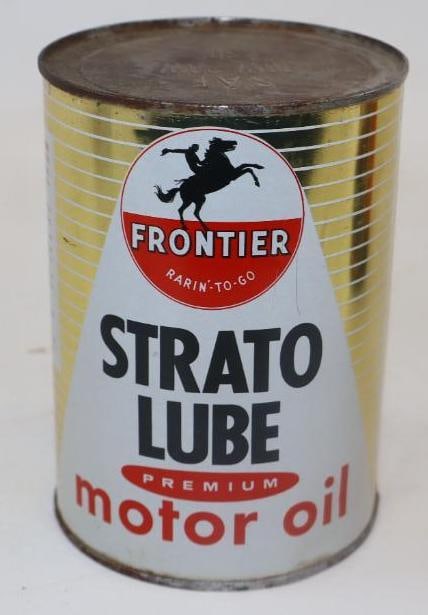 FRONTIER
RARIN'-TO-GO
STRATO
LUBE
PREMIUM
motor oil